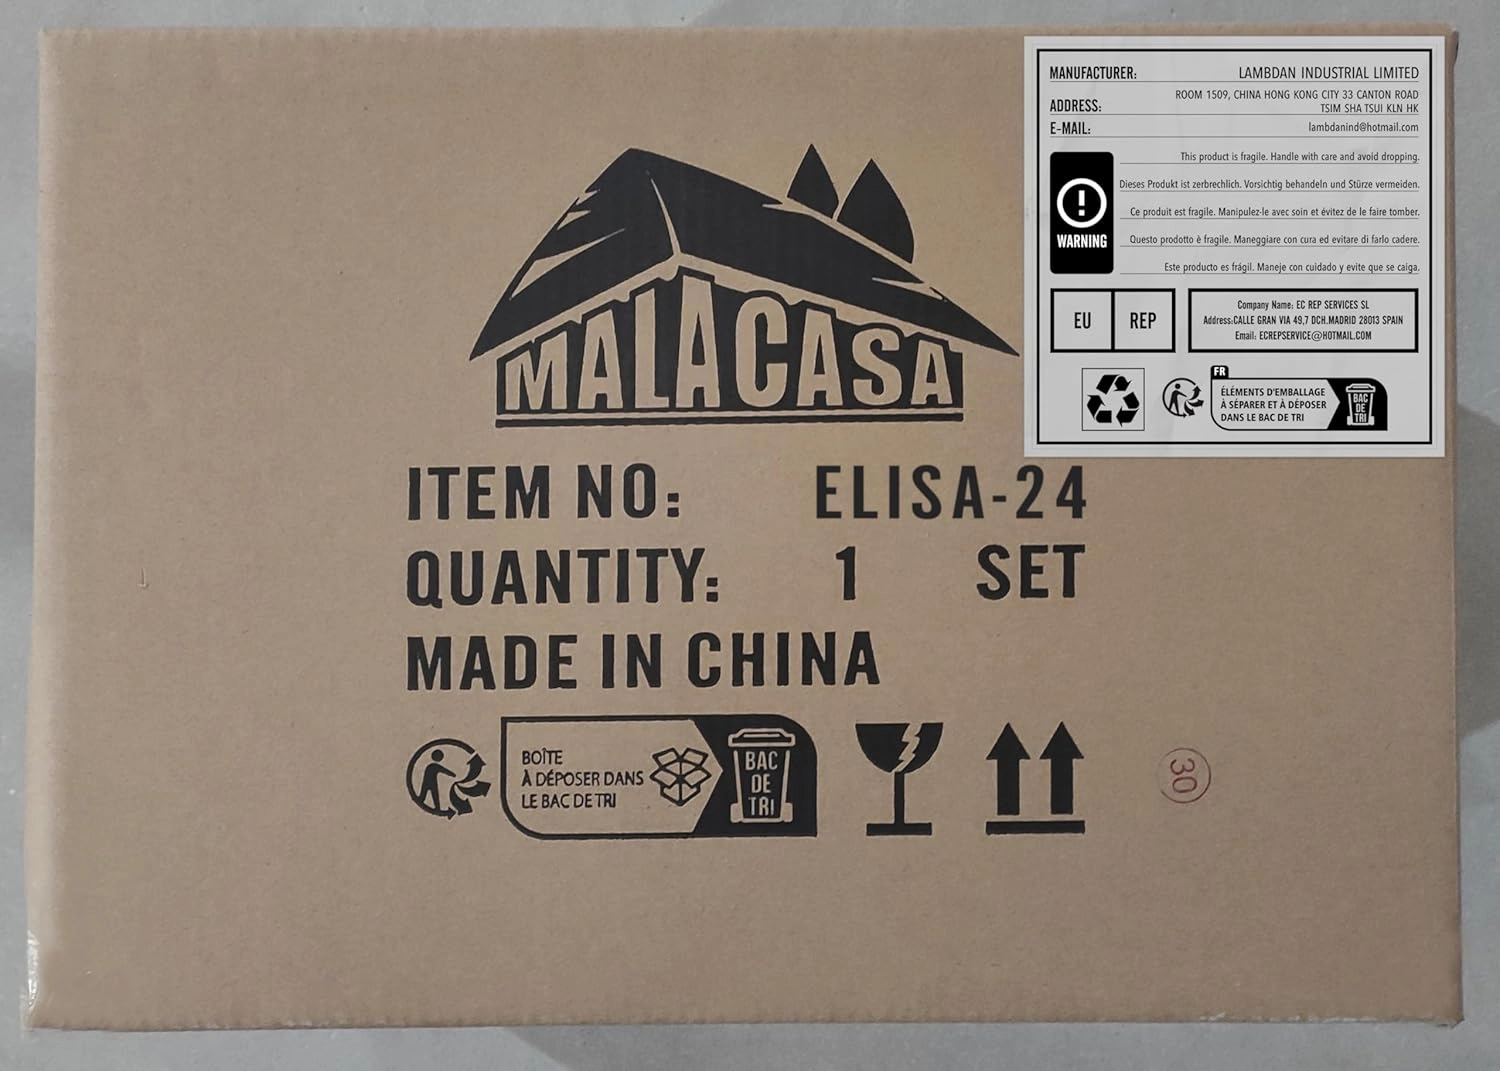 MALACASA
ITEM NO: ELISA-24
QUANTITY: 1 SET
MADE IN CHINA
BOÎTE
À DÉPOSER DANS
LE BAC DE TRI
BAC
DE
TRI
30
MANUFACTURER: LAMBDAN INDUSTRIAL LIMITED
ADDRESS: ROOM 1509, CHINA HONG KONG CITY 33 CANTON ROAD
TSIM SHA TSUI KLN HK
E-MAIL: lambdanind@hotmail.com
WARNING
This product is fragile. Handle with care and avoid dropping.
Dieses Produkt ist zerbrechlich. Vorsichtig behandeln und Stürze vermeiden.
Ce produit est fragile. Manipulez-le avec soin et évitez de le faire tomber.
Questo prodotto è fragile. Maneggiare con cura ed evitare di farlo cadere.
Este producto es frágil. Maneje con cuidado y evite que se caiga.
EU REP
Company Name: EC REP SERVICES SL
Address:CALLE GRAN VIA 49,7 DCH.MADRID 28013 SPAIN
Email: ECREPSERVICE@HOTMAIL.COM
FR
ÉLÉMENTS D'EMBALLAGE
À SÉPARER ET À DÉPOSER
DANS LE BAC DE TRI
BAC
DE
TRI